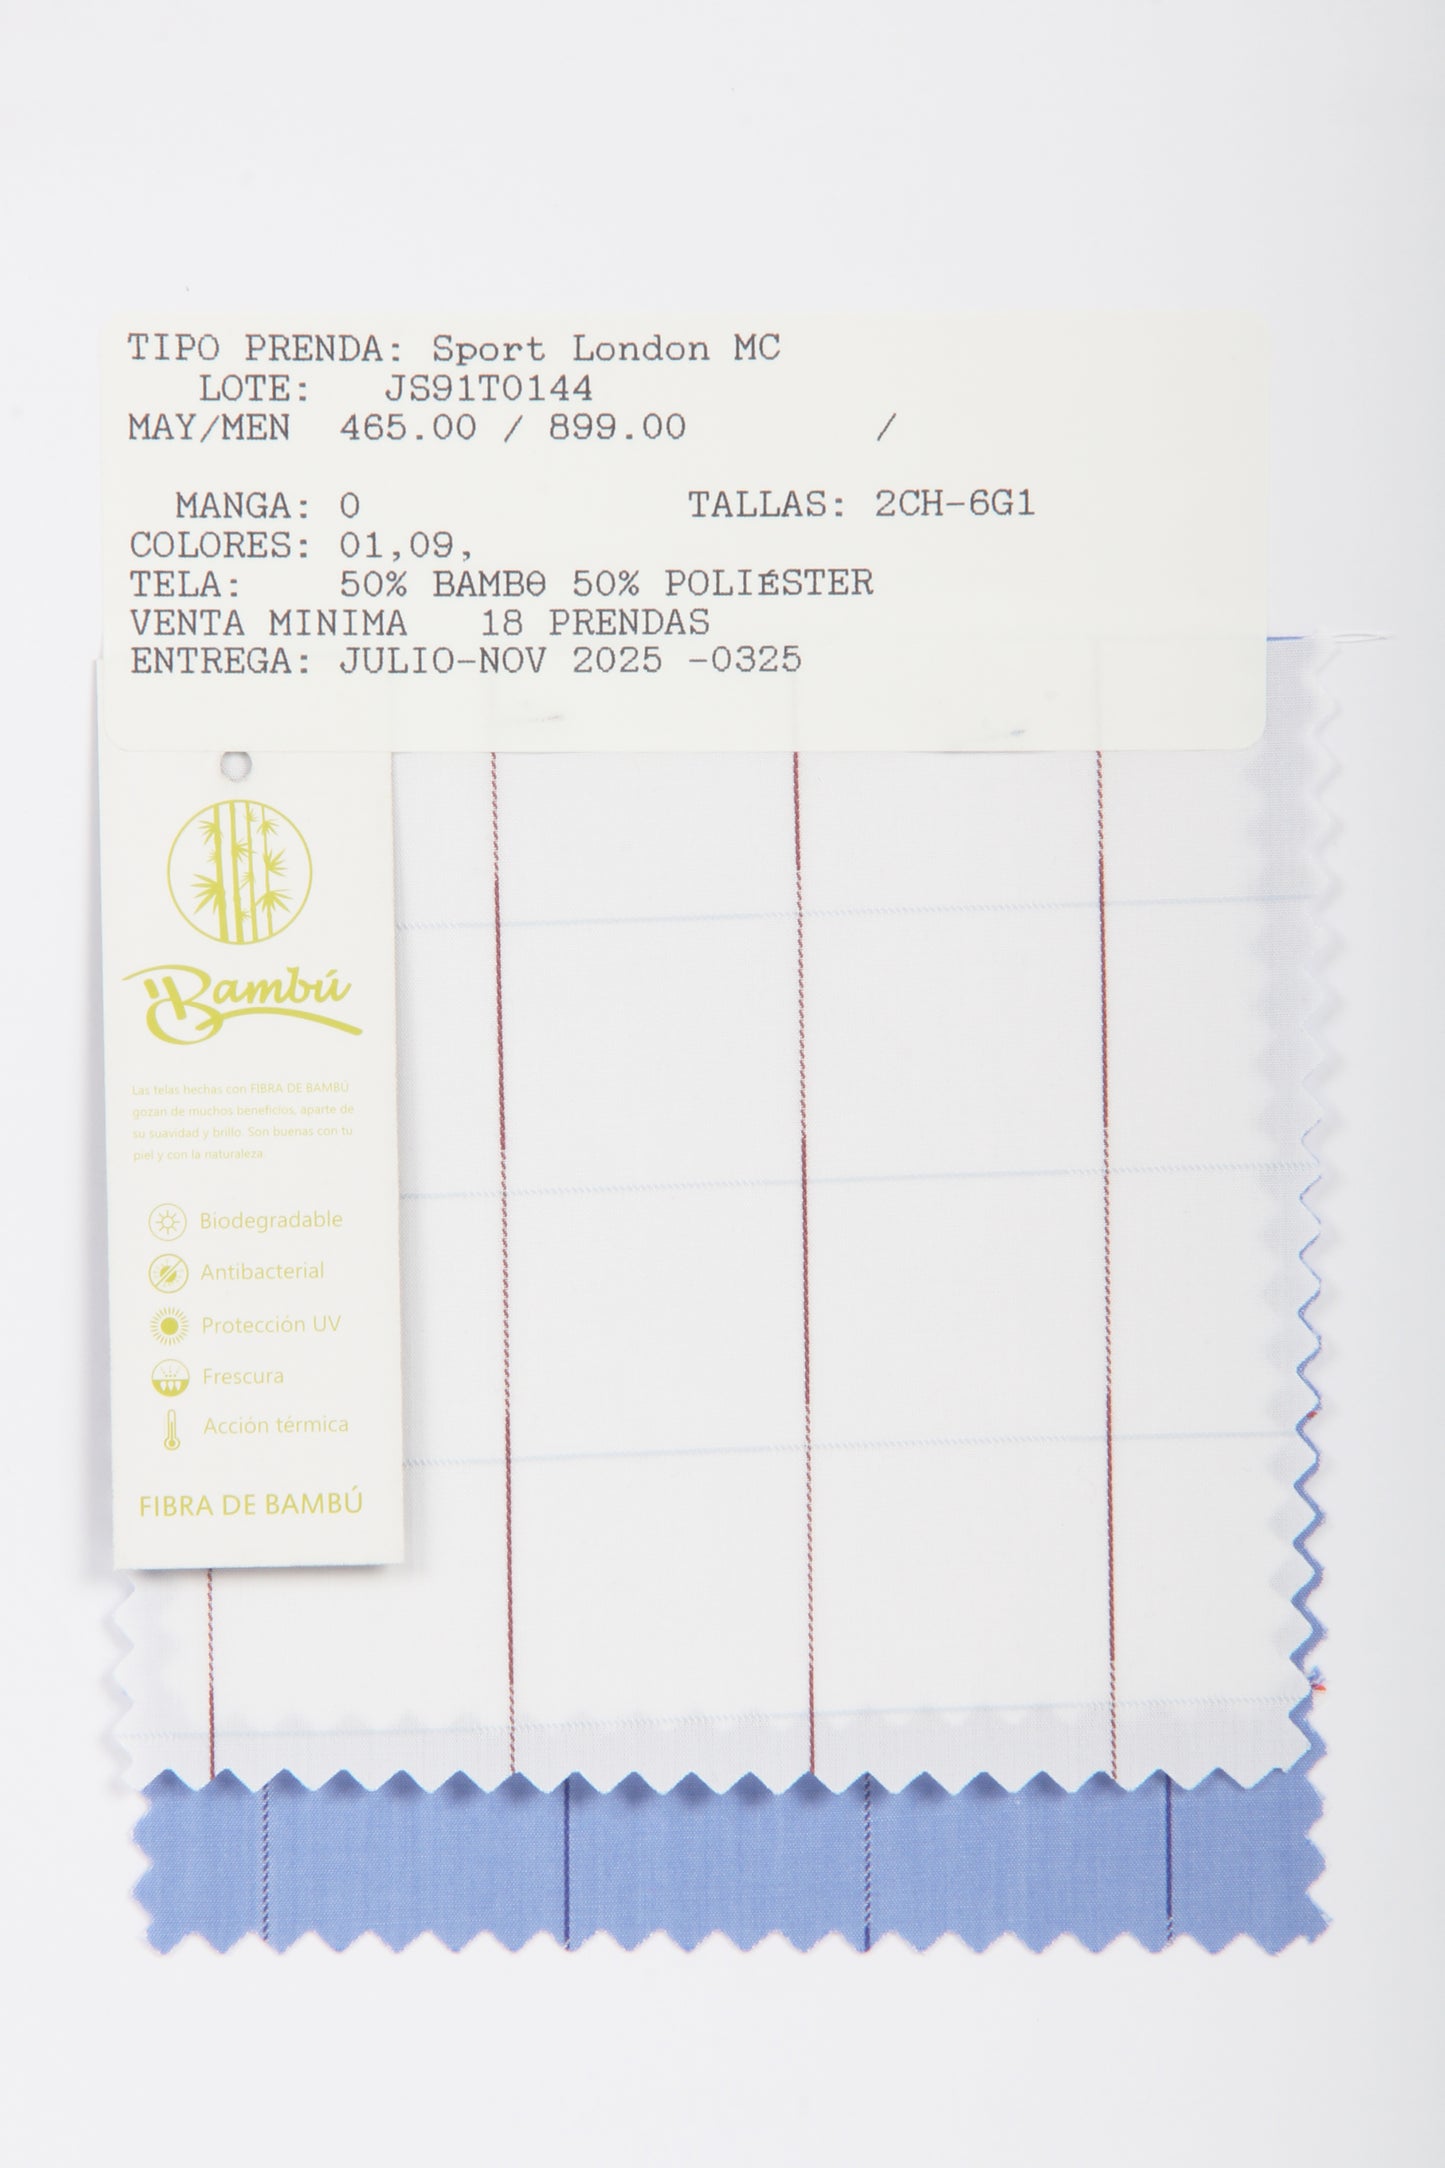 TIPO PRENDA: Sport London MC
LOTE: JS91T0144
MAY/MEN 465.00 / 899.00 /
MANGA: 0 TALLAS: 2CH-6G1
COLORES: 01,09,
TELA: 50% BAMBΘ 50% POLIÉSTER
VENTA MINIMA 18 PRENDAS
ENTREGA: JULIO-NOV 2025 -0325
Bambú
Las telas hechas con FIBRA DE BAMBÚ
gozan de muchos beneficios, aparte de
su suavidad y brillo. Son buenas con tu
piel y con la naturaleza.
Biodegradable
Antibacterial
Protección UV
Frescura
Acción térmica
FIBRA DE BAMBÚ